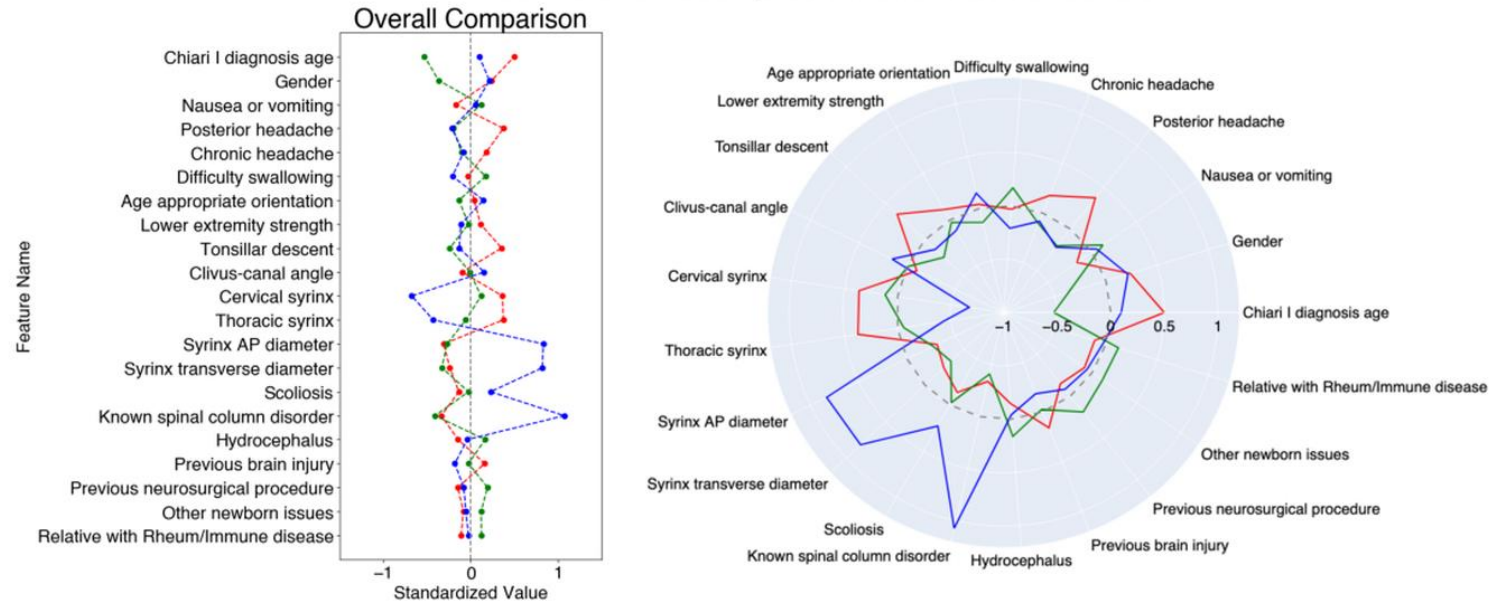 Overall Comparison
Feature Name
Chiari I diagnosis age
Gender
Nausea or vomiting
Posterior headache
Chronic headache
Difficulty swallowing
Age appropriate orientation
Lower extremity strength
Tonsillar descent
Clivus-canal angle
Cervical syrinx
Thoracic syrinx
Syrinx AP diameter
Syrinx transverse diameter
Scoliosis
Known spinal column disorder
Hydrocephalus
Previous brain injury
Previous neurosurgical procedure
Other newborn issues
Relative with Rheum/Immune disease
−1 0 1
Standardized Value
Difficulty swallowing
Age appropriate orientation
Chronic headache
Lower extremity strength
Posterior headache
Tonsillar descent
Nausea or vomiting
Clivus-canal angle
Gender
Cervical syrinx
−1 −0.5 0 0.5 1
Chiari I diagnosis age
Thoracic syrinx
Relative with Rheum/Immune disease
Syrinx AP diameter
Other newborn issues
Syrinx transverse diameter
Previous neurosurgical procedure
Scoliosis
Previous brain injury
Known spinal column disorder
Hydrocephalus